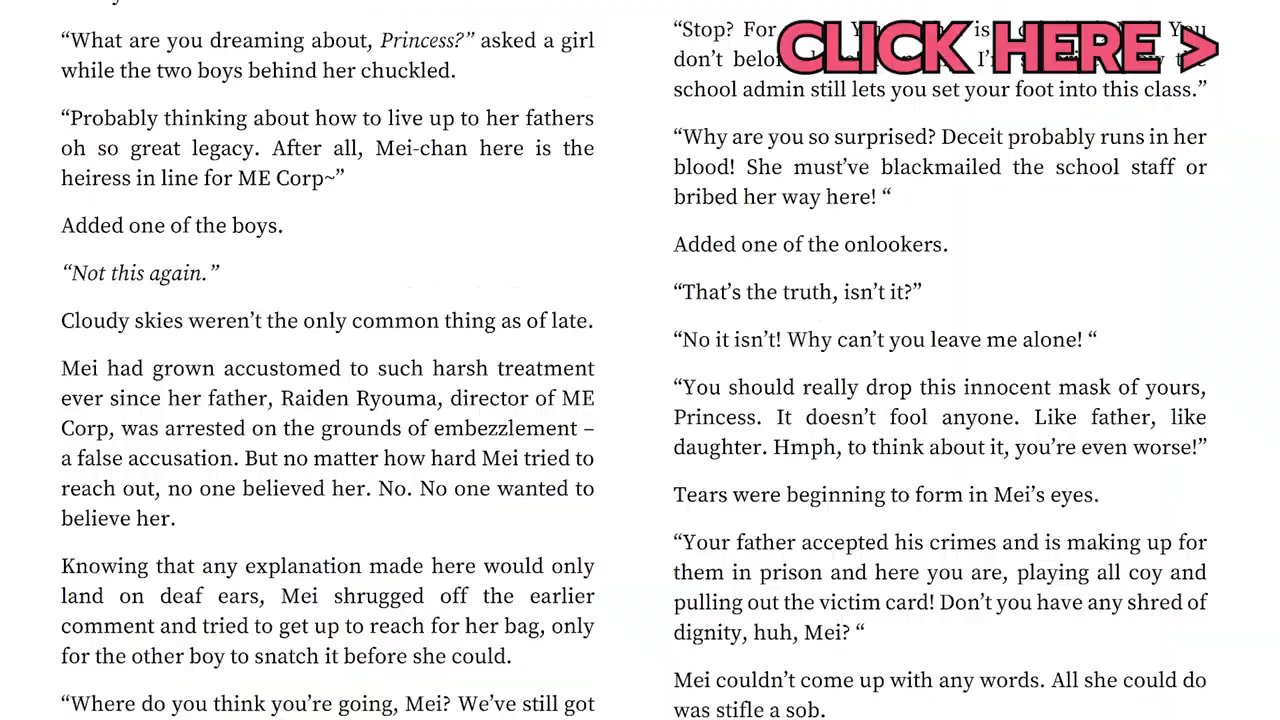 “What are you dreaming about, Princess?” asked a girl
while the two boys behind her chuckled.
“Probably thinking about how to live up to her fathers
oh so great legacy. After all, Mei-chan here is the
heiress in line for ME Corp~”
Added one of the boys.
“Not this again.”
Cloudy skies weren’t the only common thing as of late.
Mei had grown accustomed to such harsh treatment
ever since her father, Raiden Ryouma, director of ME
Corp, was arrested on the grounds of embezzlement –
a false accusation. But no matter how hard Mei tried to
reach out, no one believed her. No. No one wanted to
believe her.
Knowing that any explanation made here would only
land on deaf ears, Mei shrugged off the earlier
comment and tried to get up to reach for her bag, only
for the other boy to snatch it before she could.
“Where do you think you’re going, Mei? We’ve still got
CLICK HERE >
“Stop? For is You
don’t
school admin still lets you set your foot into this class.”
“Why are you so surprised? Deceit probably runs in her
blood! She must’ve blackmailed the school staff or
bribed her way here! “
Added one of the onlookers.
“That’s the truth, isn’t it?”
“No it isn’t! Why can’t you leave me alone! “
“You should really drop this innocent mask of yours,
Princess. It doesn’t fool anyone. Like father, like
daughter. Hmph, to think about it, you’re even worse!”
Tears were beginning to form in Mei’s eyes.
“Your father accepted his crimes and is making up for
them in prison and here you are, playing all coy and
pulling out the victim card! Don’t you have any shred of
dignity, huh, Mei? “
Mei couldn’t come up with any words. All she could do
was stifle a sob.